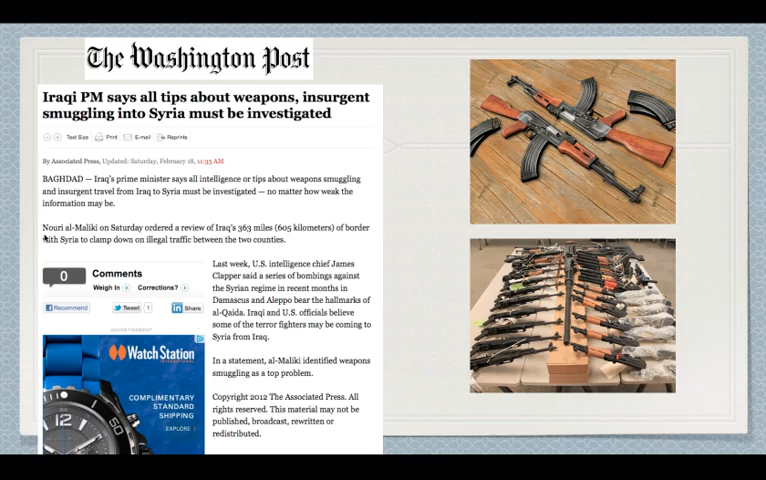 The Washington Post
Iraqi PM says all tips about weapons, insurgent
smuggling into Syria must be investigated
Text Size Print E-mail Reprints
By Associated Press, Updated: Saturday, February 18, 11:33 AM
BAGHDAD — Iraq's prime minister says all intelligence or tips about weapons smuggling
and insurgent travel from Iraq to Syria must be investigated — no matter how weak the
information may be.
Nouri al-Maliki on Saturday ordered a review of Iraq's 363 miles (605 kilometers) of border
with Syria to clamp down on illegal traffic between the two counties.
0 Comments
Weigh In Corrections?
Recommend Tweet 1 Share
ADVERTISEMENT
Watch Station
COMPLIMENTARY
STANDARD
SHIPPING
EXPLORE
12
50
Last week, U.S. intelligence chief James
Clapper said a series of bombings against
the Syrian regime in recent months in
Damascus and Aleppo bear the hallmarks of
al-Qaida. Iraqi and U.S. officials believe
some of the terror fighters may be coming to
Syria from Iraq.
In a statement, al-Maliki identified weapons
smuggling as a top problem.
Copyright 2012 The Associated Press. All
rights reserved. This material may not be
published, broadcast, rewritten or
redistributed.